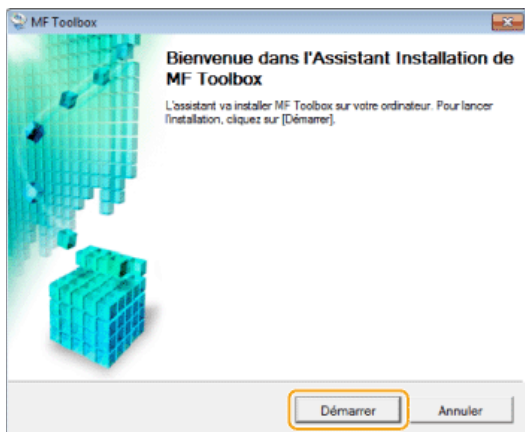 MF Toolbox
Bienvenue dans l'Assistant Installation de
MF Toolbox
L'assistant va installer MF Toolbox sur votre ordinateur. Pour lancer
l'installation, cliquez sur [Démarrer].
Démarrer Annuler